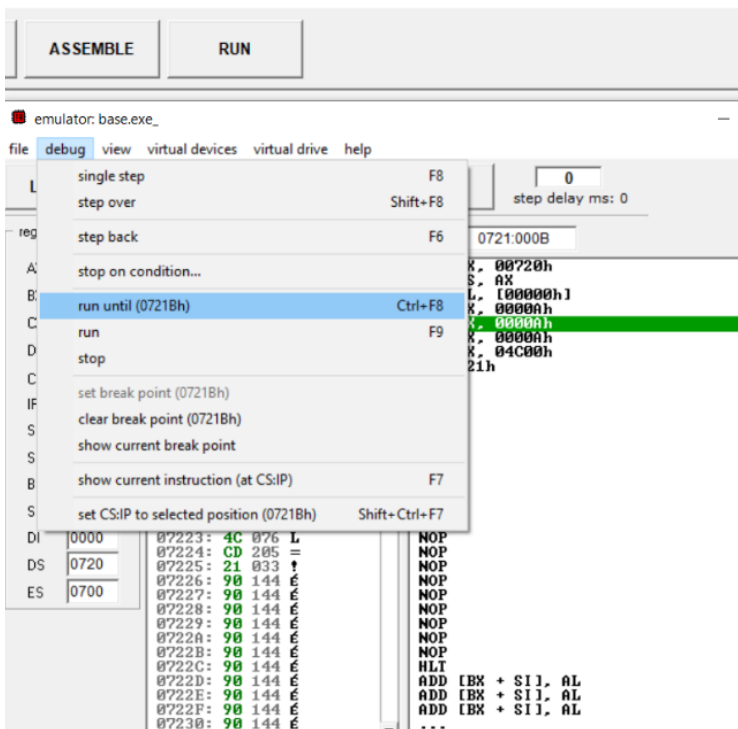 ASSEMBLE RUN
emulator: base.exe_
file debug view virtual devices virtual drive help
L
0
step delay ms: 0
reg
0721:000B
single step F8
step over Shift+F8
step back F6
stop on condition...
run until (0721Bh) Ctrl+F8
run F9
stop
set break point (0721Bh)
clear break point (0721Bh)
show current break point
show current instruction (at CS:IP) F7
set CS:IP to selected position (0721Bh) Shift+Ctrl+F7
X, 00720h
S, AX
L, [00000h]
X, 0000Ah
X, 0000Ah
X, 0000Ah
X, 04C00h
21h
A
B
C
D
C
IF
S
S
B
S
DI 0000
DS 0720
ES 0700
07223: 4C 076 L
07224: CD 205 =
07225: 21 033 !
07226: 90 144 É
07227: 90 144 É
07228: 90 144 É
07229: 90 144 É
0722A: 90 144 É
0722B: 90 144 É
0722C: 90 144 É
0722D: 90 144 É
0722E: 90 144 É
0722F: 90 144 É
07230: 90 144 É
NOP
NOP
NOP
NOP
NOP
NOP
NOP
NOP
NOP
HLT
ADD [BX + SI], AL
ADD [BX + SI], AL
ADD [BX + SI], AL
...